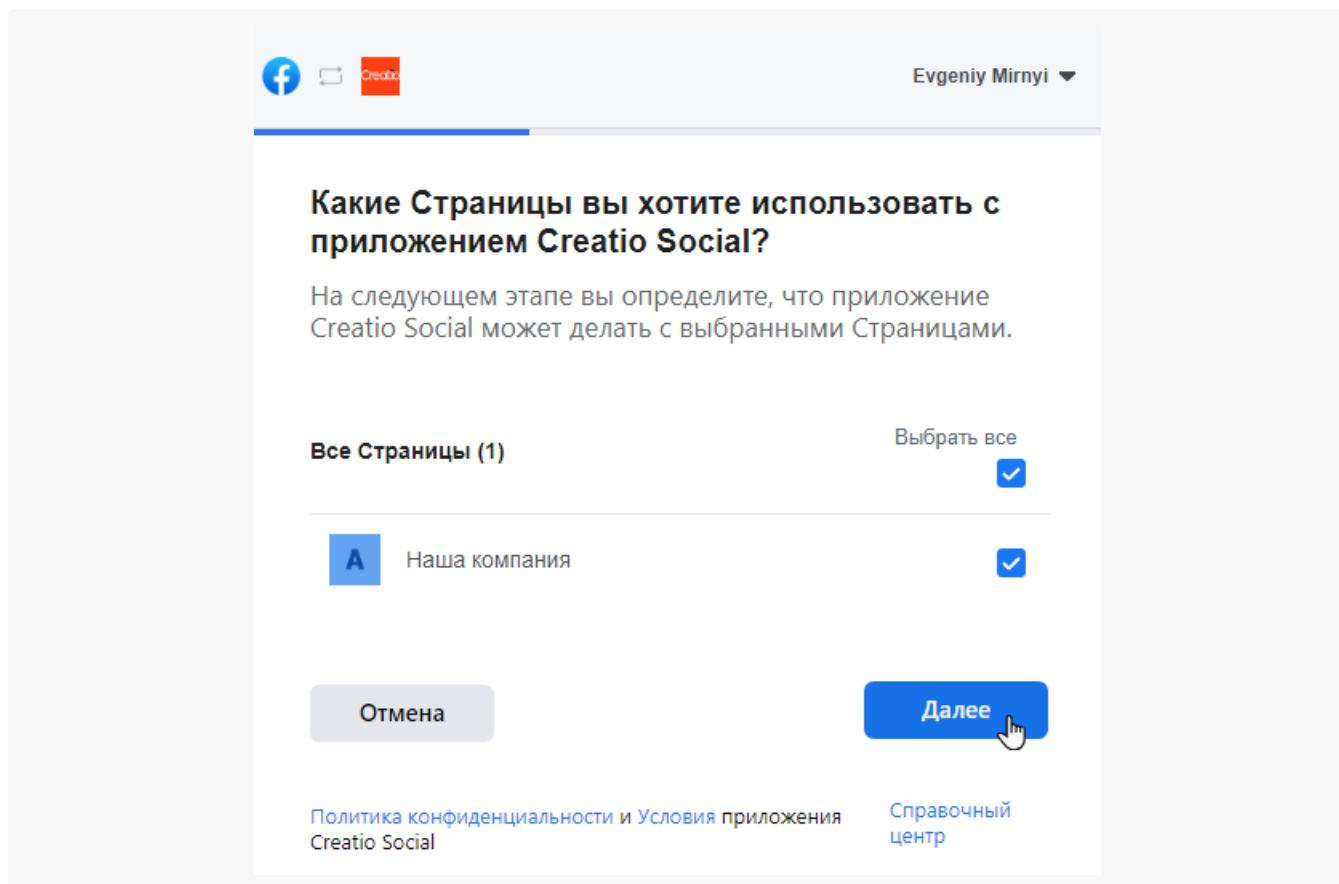 Creatio
Evgeniy Mirnyi
Какие Страницы вы хотите использовать с
приложением Creatio Social?
На следующем этапе вы определите, что приложение
Creatio Social может делать с выбранными Страницами.
Все Страницы (1)
Выбрать все
A
Наша компания
Отмена
Далее
Политика конфиденциальности и Условия приложения
Creatio Social
Справочный
центр